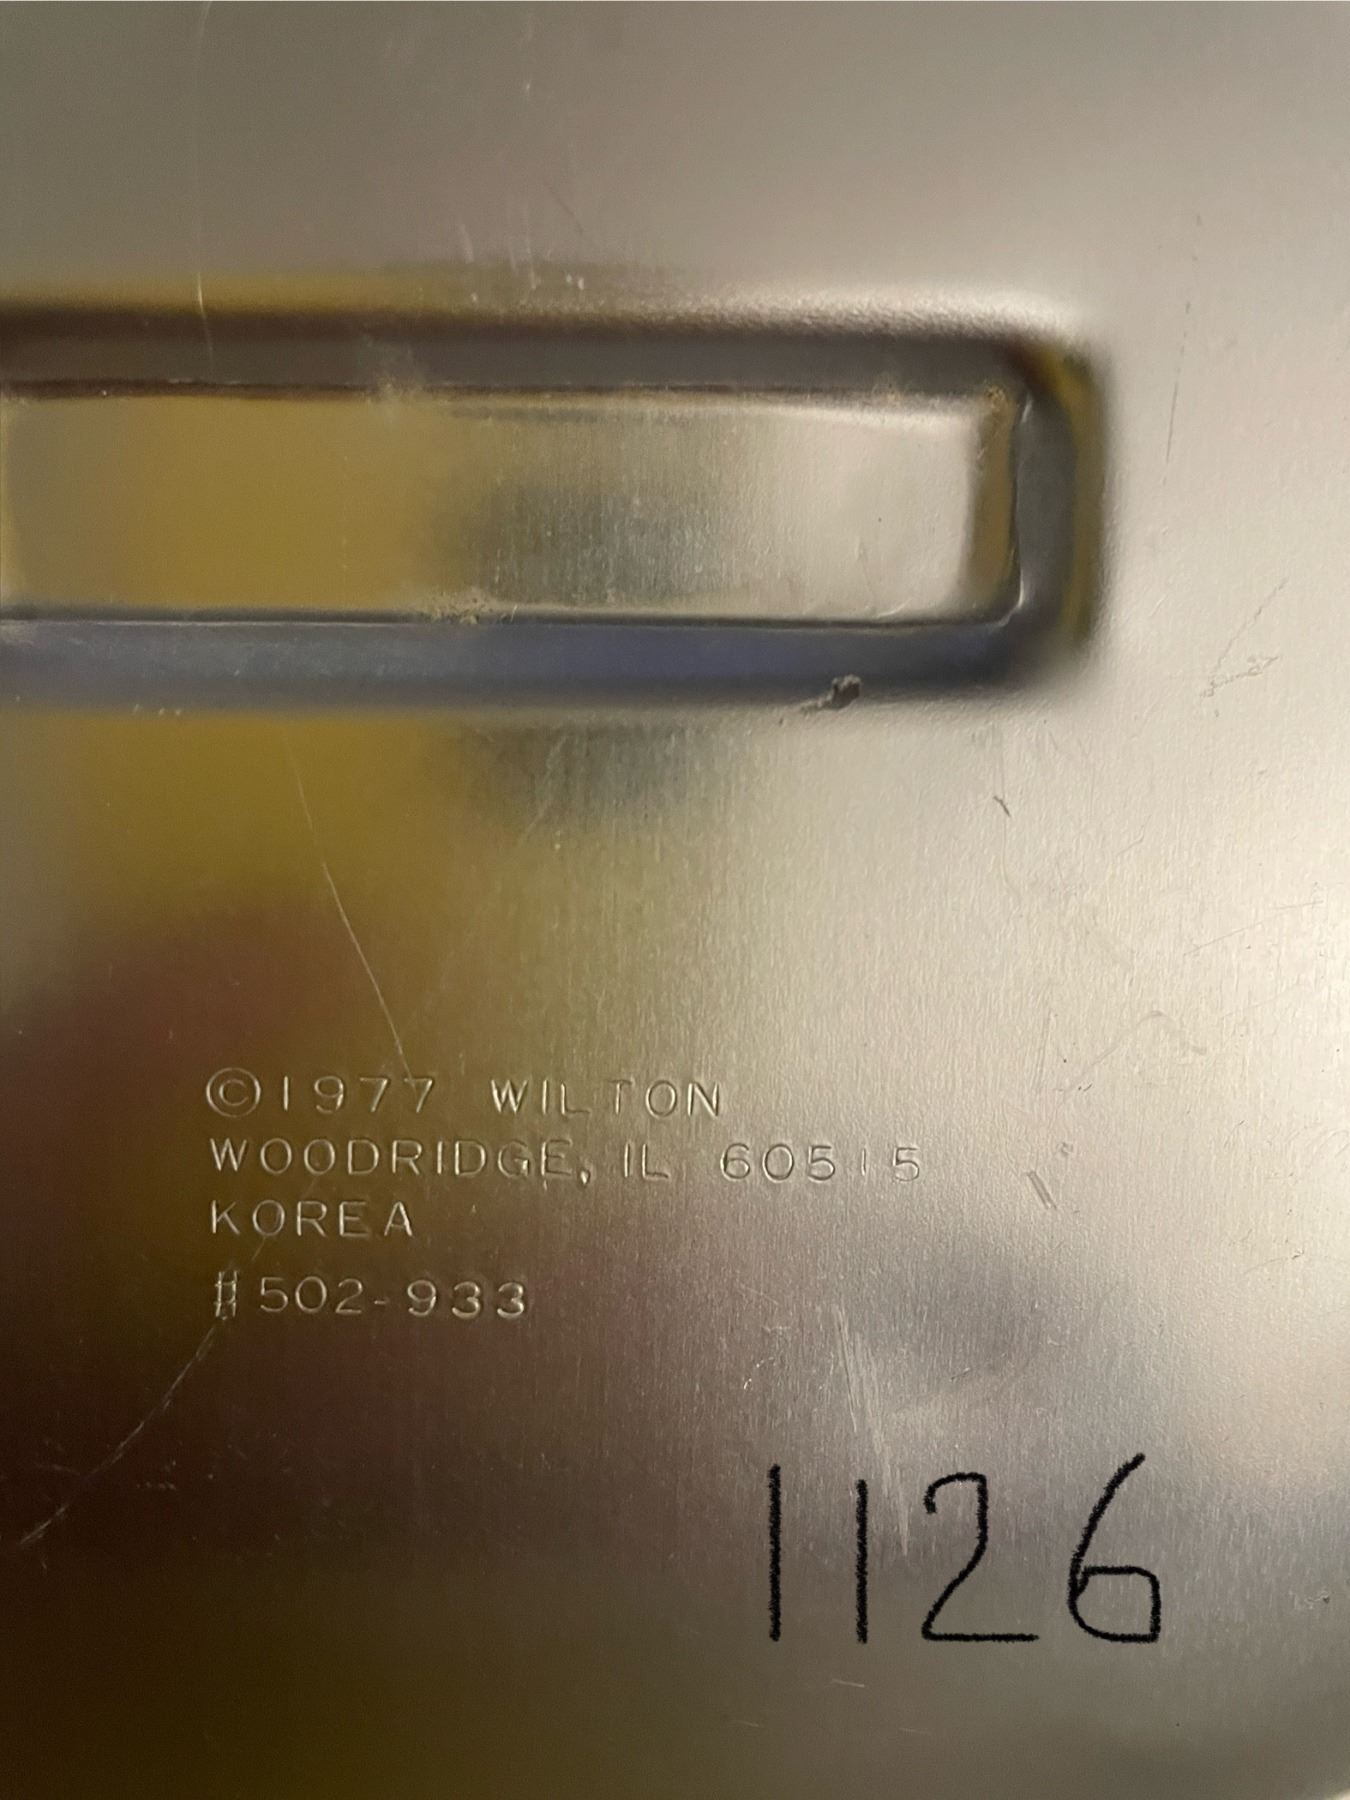 ©1977 WILTON
WOODRIDGE, IL 60515
KOREA
#502-933
1126